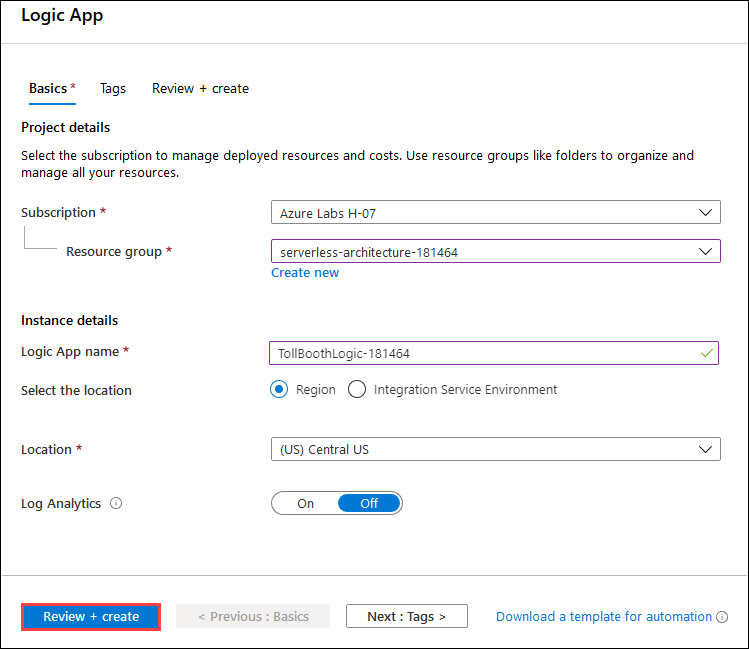 Logic App
Basics *
Tags
Review + create
Project details
Select the subscription to manage deployed resources and costs. Use resource groups like folders to organize and
manage all your resources.
Subscription *
Azure Labs H-07
Resource group *
serverless-architecture-181464
Create new
Instance details
Logic App name *
TollBoothLogic-181464
Select the location
Region
Integration Service Environment
Location *
(US) Central US
Log Analytics
On
Off
Review + create
< Previous : Basics
Next : Tags >
Download a template for automation